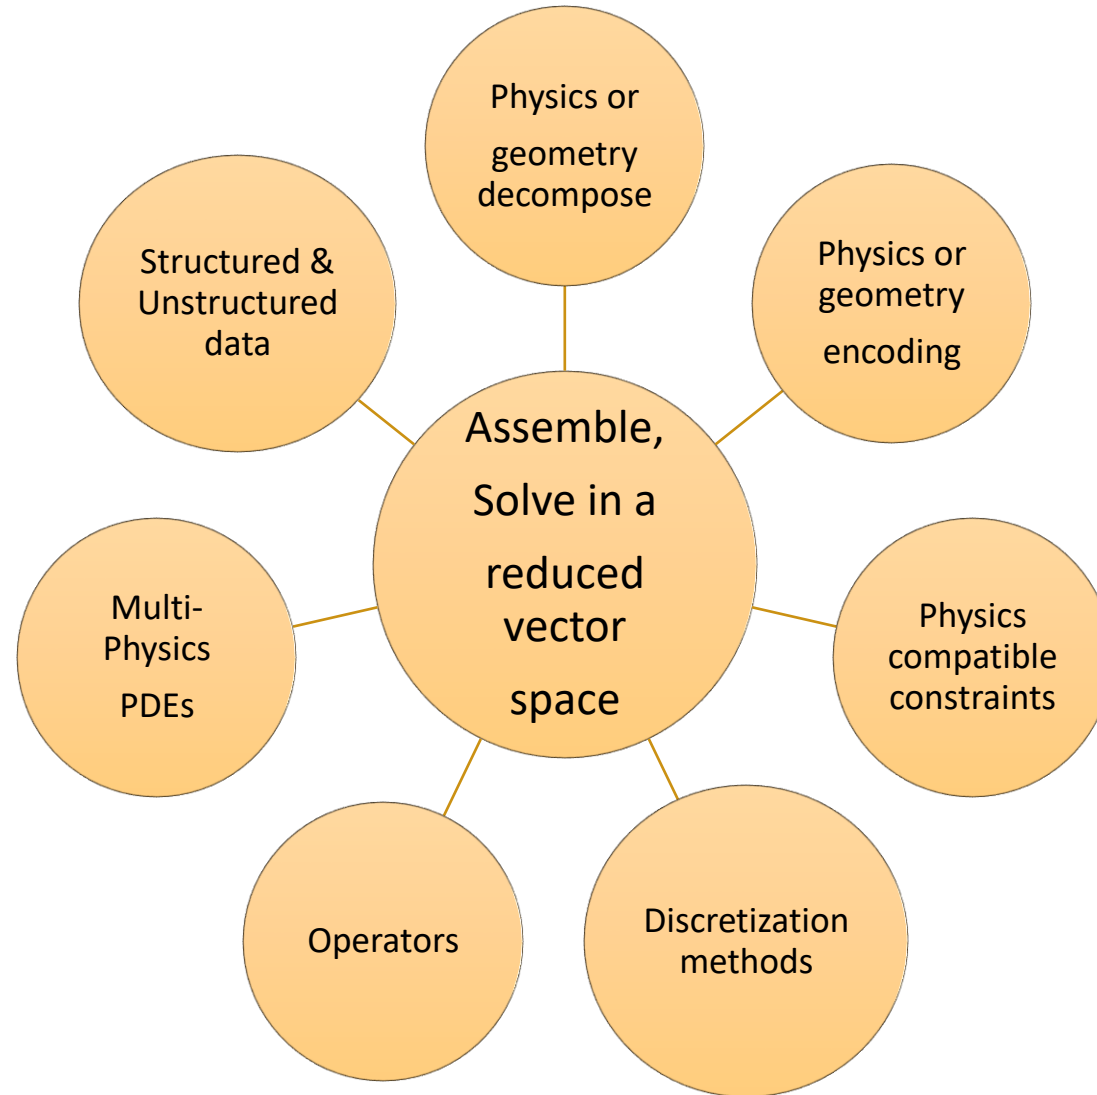 Physics or
geometry
decompose
Physics or
geometry
encoding
Physics
compatible
constraints
Discretization
methods
Operators
Multi-
Physics
PDEs
Structured &
Unstructured
data
Assemble,
Solve in a
reduced
vector
space